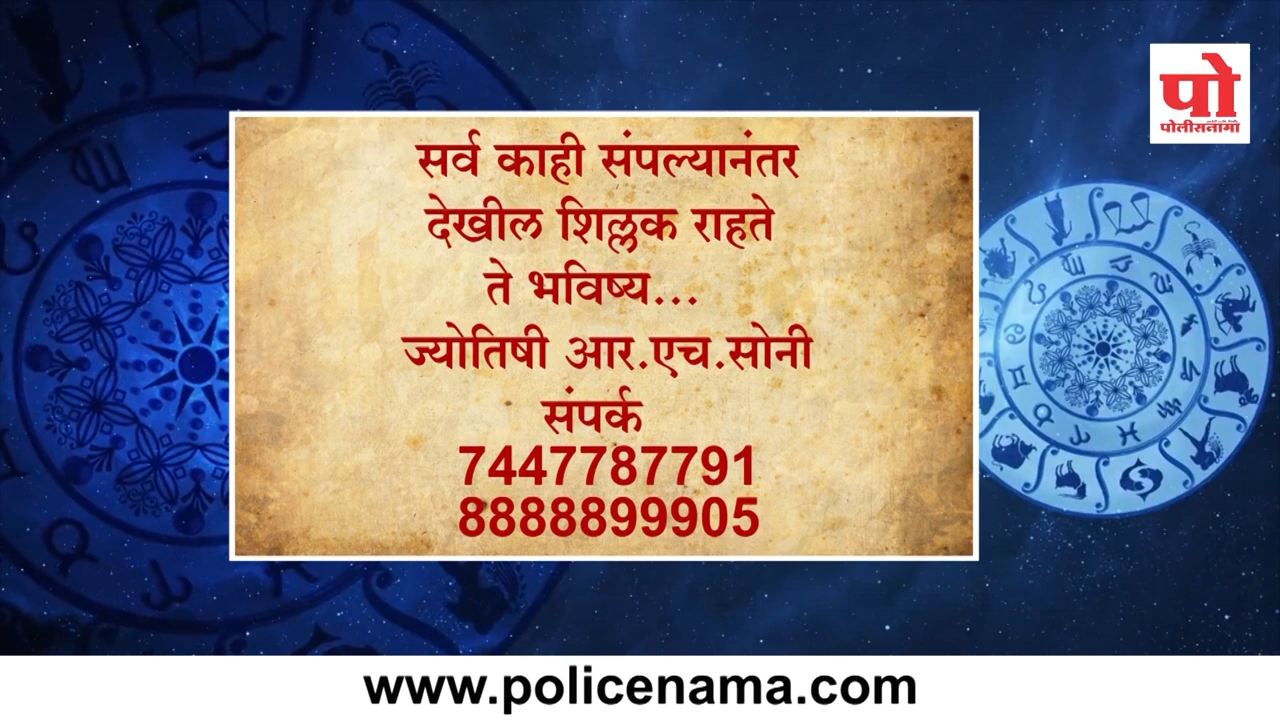 पो
पोलीसनामा
सर्व काही संपल्यानंतर
देखील शिल्लक राहते
ते भविष्य...
ज्योतिषी आर.एच.सोनी
संपर्क
7447787791
8888899905
www.policenama.com